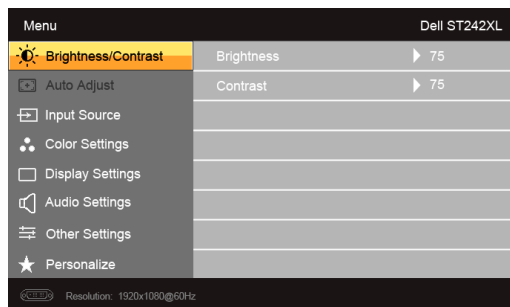 Menu Dell ST242XL
Brightness/Contrast Brightness 75
Auto Adjust Contrast 75
Input Source
Color Settings
Display Settings
Audio Settings
Other Settings
Personalize
Resolution: 1920x1080@60Hz